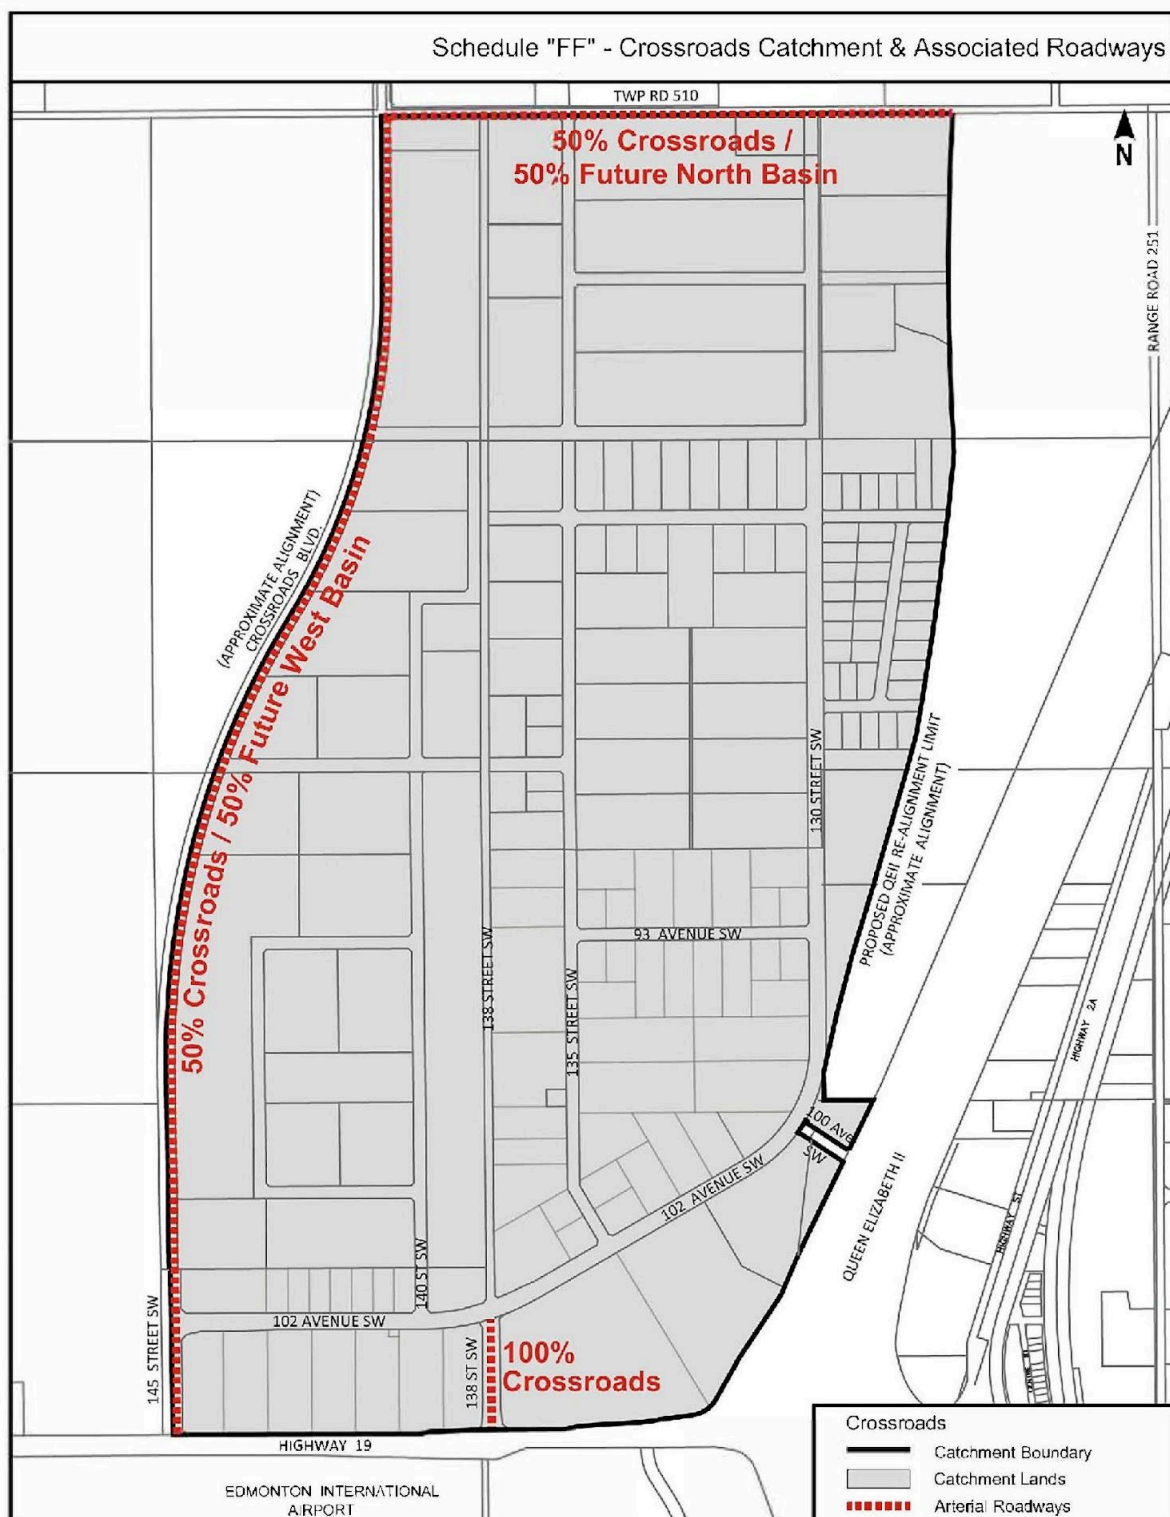 Schedule "FF" - Crossroads Catchment & Associated Roadways
TWP RD 510
50% Crossroads /
50% Future North Basin
N
RANGE ROAD 251
(APPROXIMATE ALIGNMENT)
CROSSROADS BLVD.
50% Crossroads / 50% Future West Basin
130 STREET SW
PROPOSED QEII RE-ALIGNMENT LIMIT
(APPROXIMATE ALIGNMENT)
93 AVENUE SW
138 STREET SW
135 STREET SW
HIGHWAY 2A
100 Ave
SW
102 AVENUE SW
QUEEN ELIZABETH II
HIGHWAY ST
140 ST SW
145 STREET SW
102 AVENUE SW
138 ST SW
100%
Crossroads
HIGHWAY 19
EDMONTON INTERNATIONAL
AIRPORT
Crossroads
Catchment Boundary
Catchment Lands
Arterial Roadways